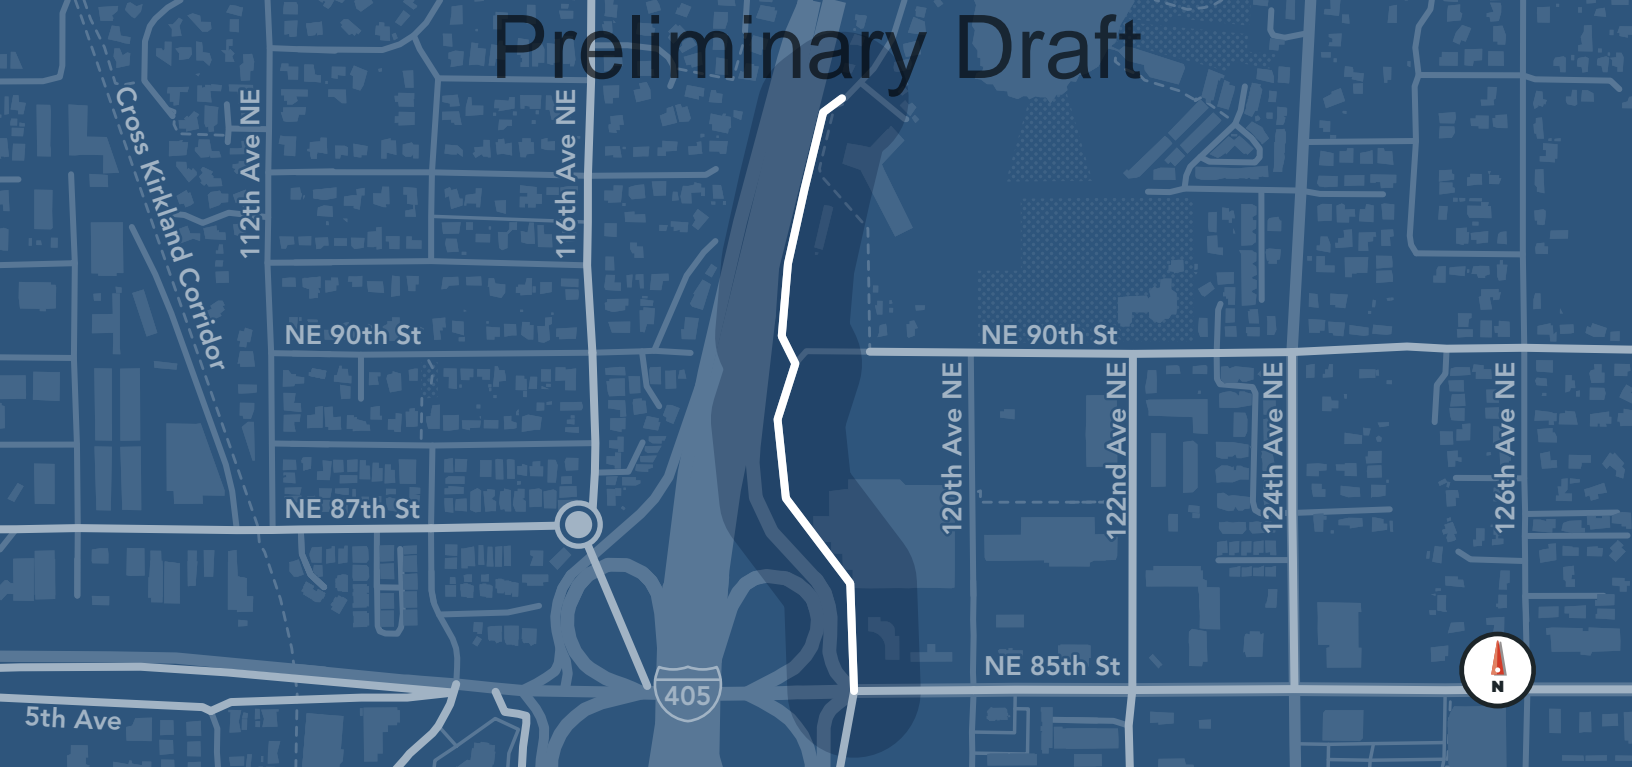 Preliminary Draft
Cross Kirkland Corridor
112th Ave NE
116th Ave NE
NE 90th St
NE 90th St
120th Ave NE
122nd Ave NE
124th Ave NE
126th Ave NE
NE 87th St
NE 85th St
405
5th Ave
N